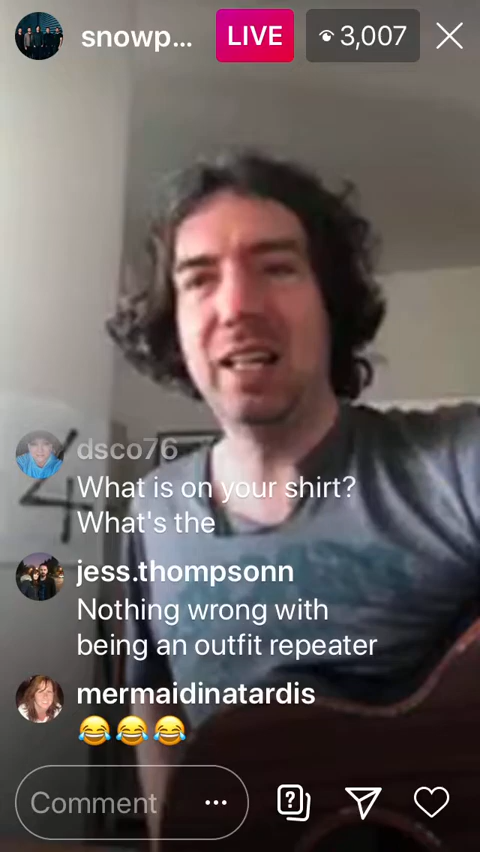 snowp...
LIVE
3,007
dsco76
What is on your shirt?
What's the
jess.thompsonn
Nothing wrong with
being an outfit repeater
mermaidinatardis
😂😂😂
Comment